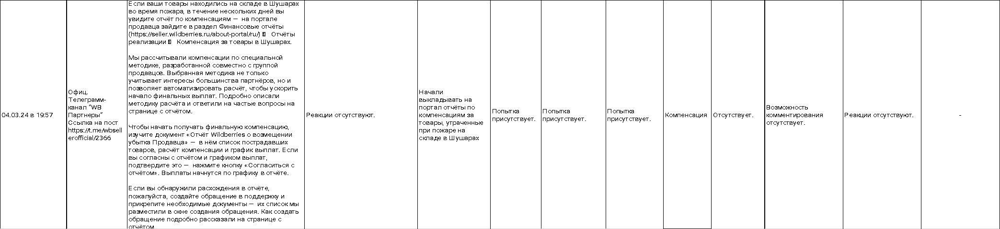 04.03.24 в 19:57
Офиц.
Телеграмм-
канал "WB
Партнеры"
Ссылка на пост
https://t.me/wbsell
erofficial/2366
Если ваши товары находились на складе в Шушарах
во время пожара, в течение нескольких дней вы
увидите отчёт по компенсациям — на портале
продавца зайдите в раздел Финансовые отчёты
(https://seller.wildberries.ru/about-portal/ru/) Отчёты
реализации Компенсация за товары в Шушарах.
Мы рассчитывали компенсации по специальной
методике, разработанной совместно с группой
продавцов. Выбранная методика не только
учитывает интересы большинства партнёров, но и
позволяет автоматизировать расчёт, чтобы ускорить
начало финальных выплат. Подробно описали
методику расчёта и ответили на частые вопросы на
странице с отчётом.
Чтобы начать получать финальную компенсацию,
изучите документ «Отчёт Wildberries о возмещении
убытка Продавца» — в нём список пострадавших
товаров, расчёт компенсации и график выплат. Если
вы согласны с отчётом и графиком выплат,
подтвердите это — нажмите кнопку «Согласиться с
отчётом». Выплаты начнутся по графику в отчёте.
Если вы обнаружили расхождения в отчёте,
пожалуйста, создайте обращение в поддержку и
прикрепите необходимые документы — их список мы
разместили в окне создания обращения. Как создать
обращение подробно рассказали на странице с
отчётом
Реакции отсутствуют.
Начали
выкладывать на
портал отчёты по
компенсациям за
товары, утраченные
при пожаре на
складе в Шушарах
Попытка
присутствует.
Попытка
присутствует.
Попытка
присутствует.
Компенсация
Отсутствует.
Возможность
комментирования
отсутствует.
Реакции отсутствуют.
-